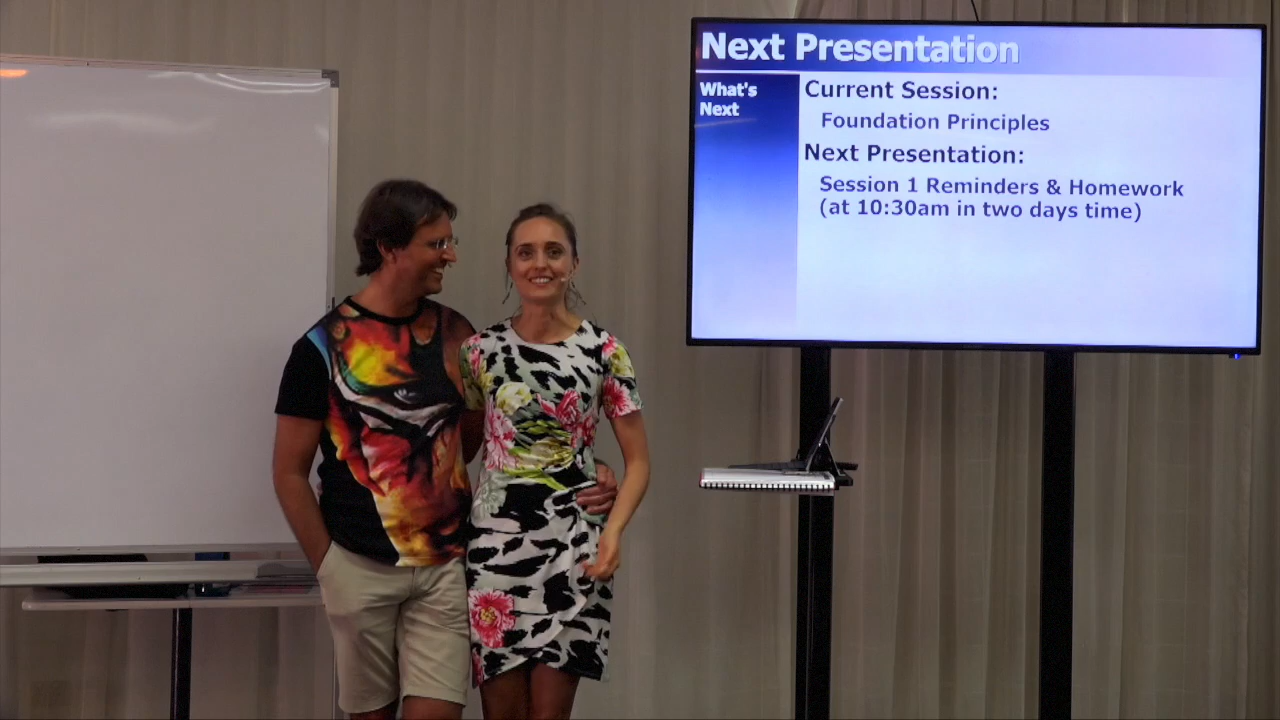 Next Presentation
What's
Next
Current Session:
Foundation Principles
Next Presentation:
Session 1 Reminders & Homework
(at 10:30am in two days time)